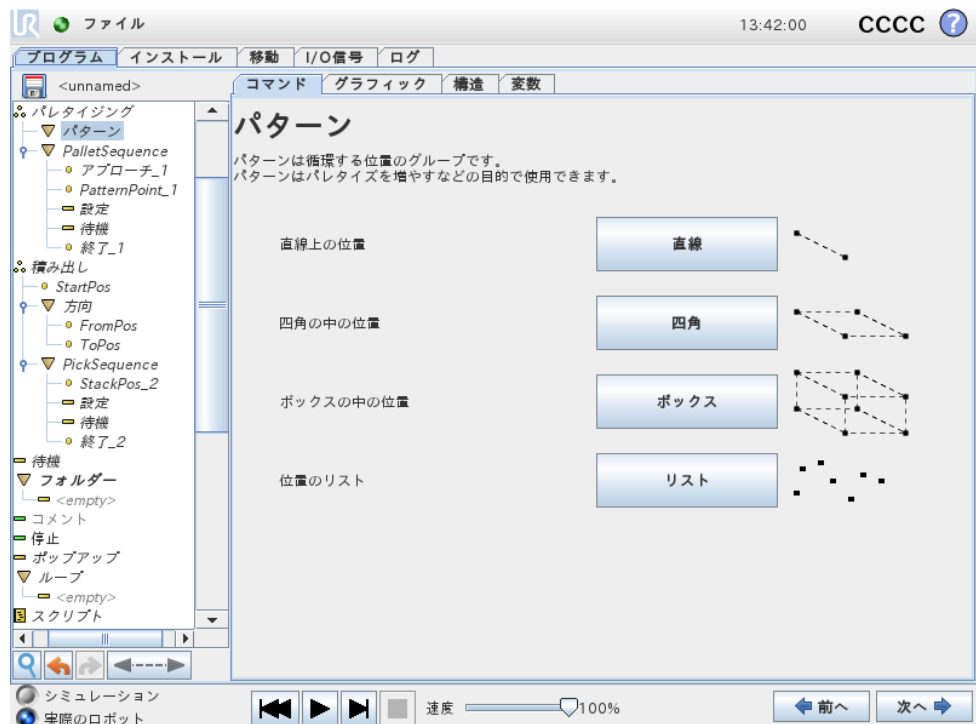 UR ファイル 13:42:00 CCCC ?
プログラム インストール 移動 I/O信号 ログ
<unnamed>
コマンド グラフィック 構造 変数
パレタイジング
パターン
PalletSequence
アプローチ_1
PatternPoint_1
設定
待機
終了_1
積み出し
StartPos
方向
FromPos
ToPos
PickSequence
StackPos_2
設定
待機
終了_2
待機
フォルダー
<empty>
コメント
停止
ポップアップ
ループ
<empty>
スクリプト
パターン
パターンは循環する位置のグループです。
パターンはパレタイズを増やすなどの目的で使用できます。
直線上の位置 直線
四角の中の位置 四角
ボックスの中の位置 ボックス
位置のリスト リスト
シミュレーション
実際のロボット
速度 100%
前へ 次へ